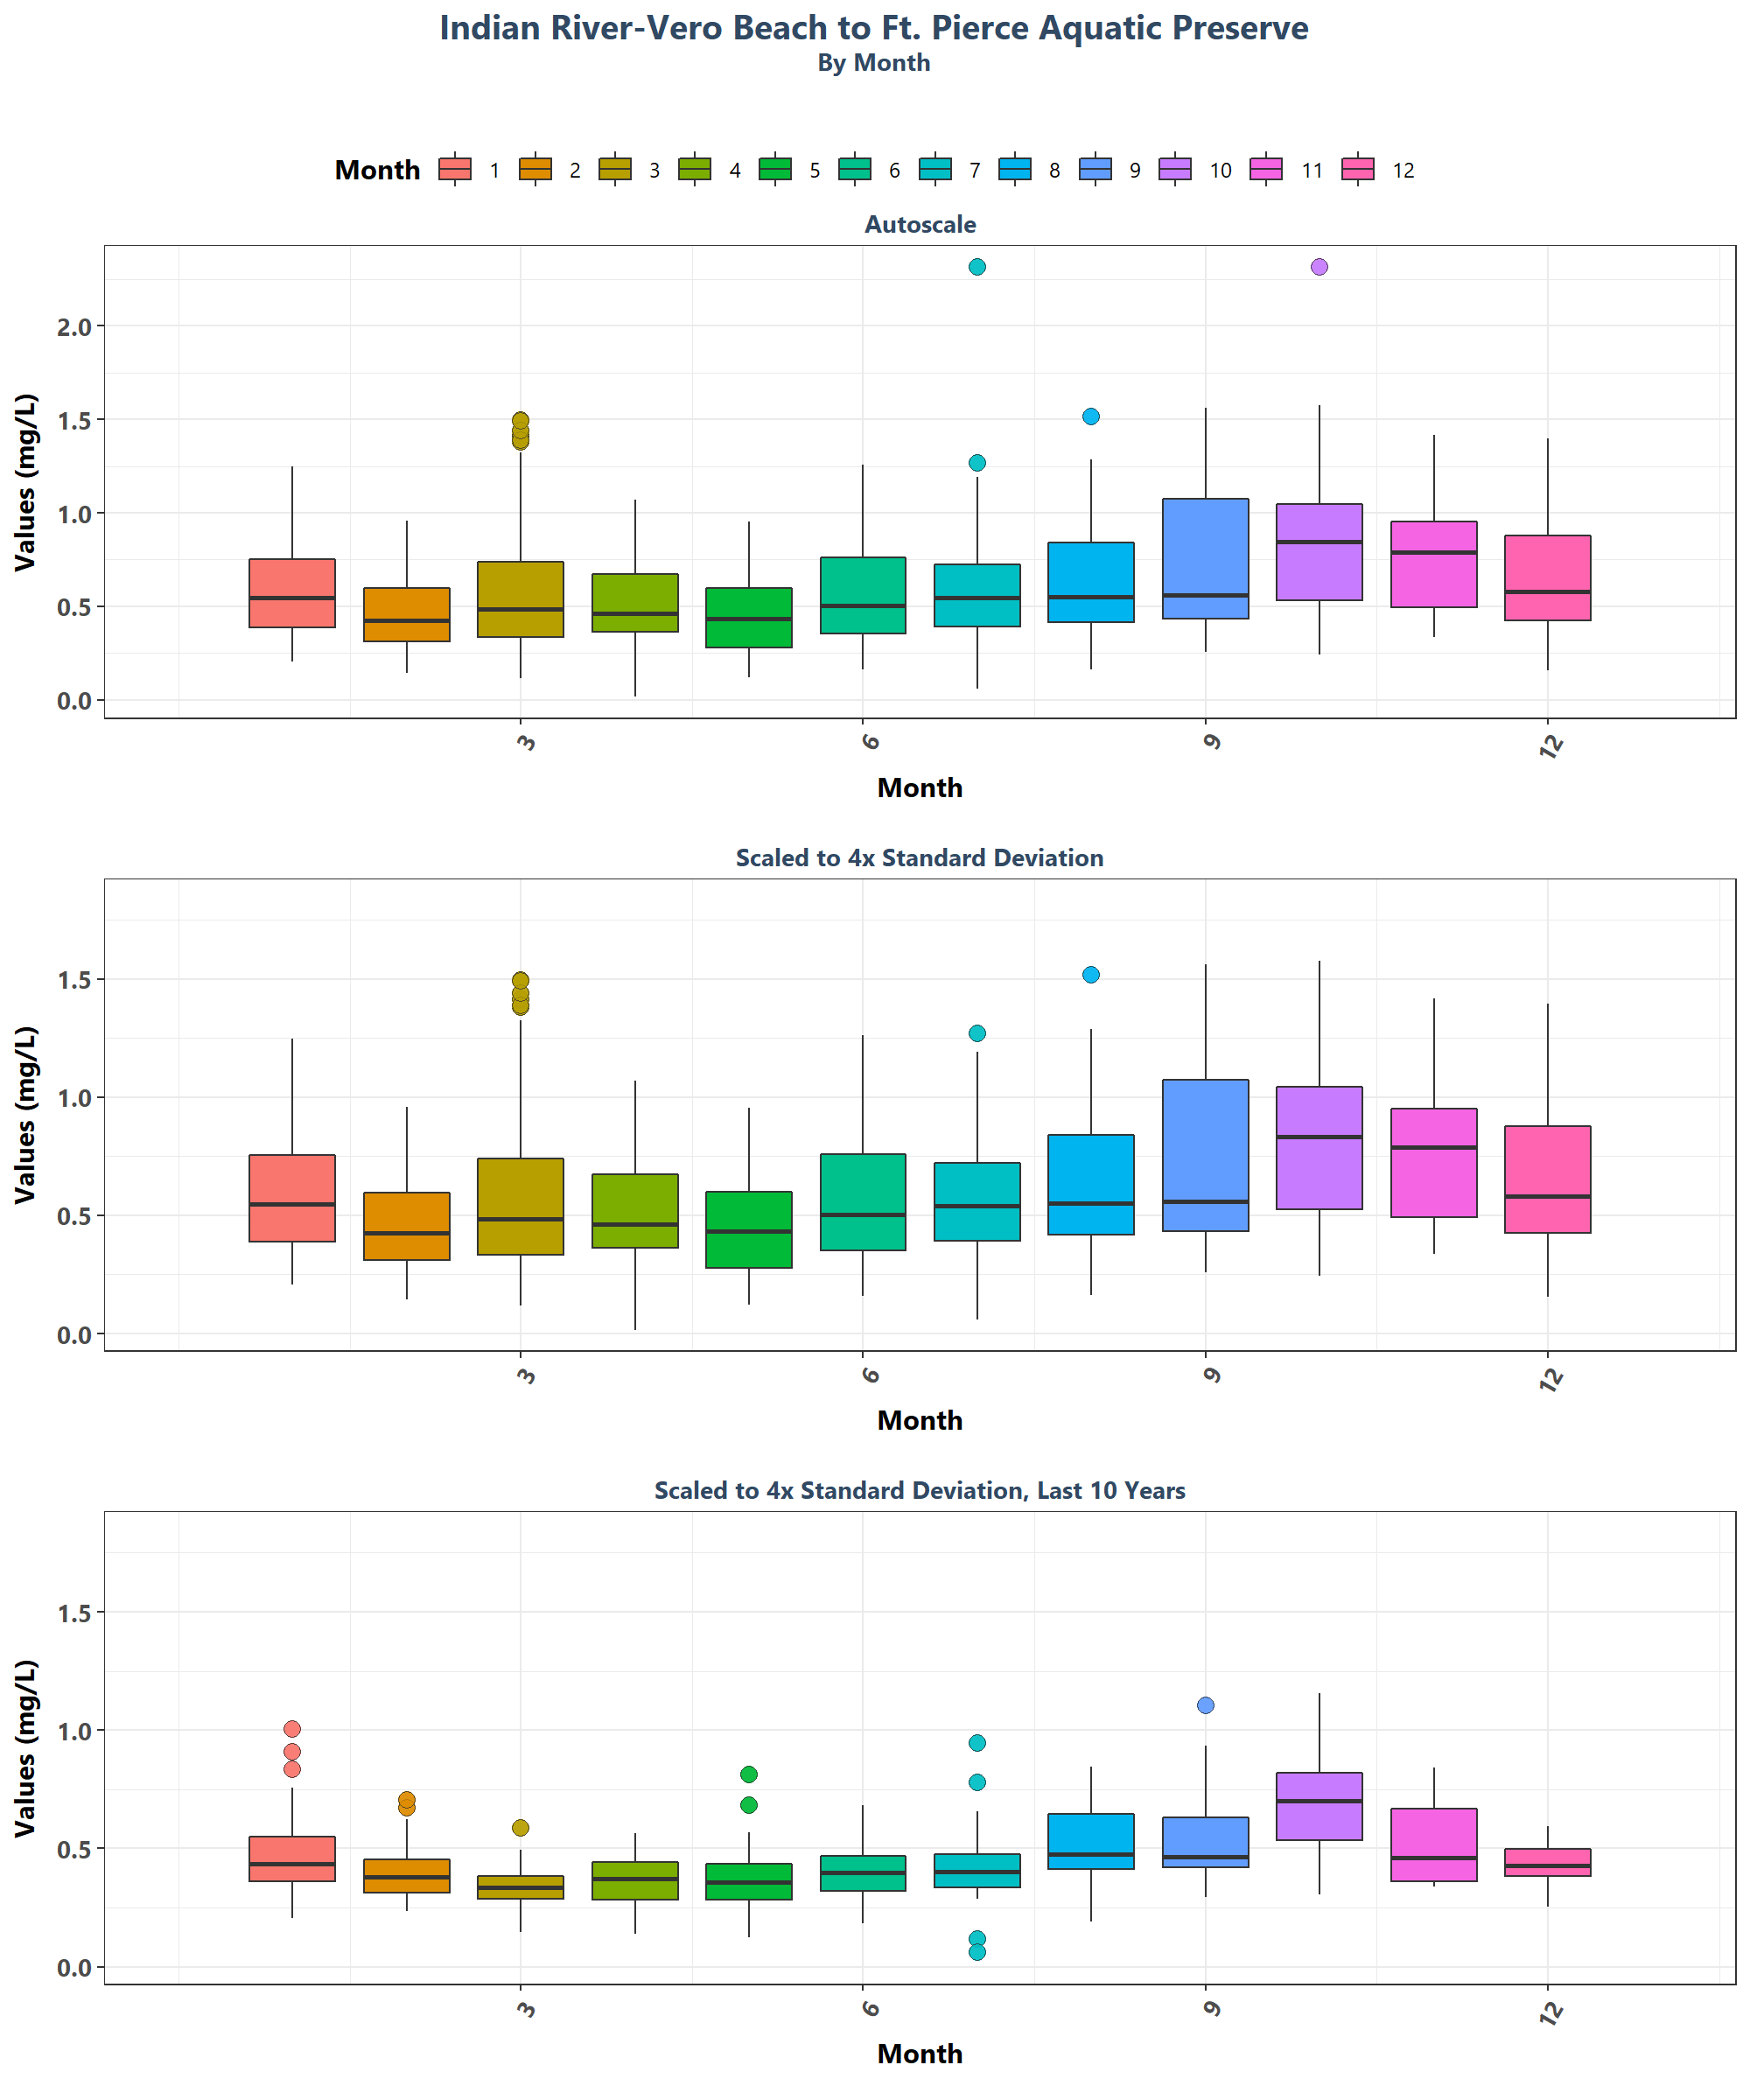 Indian River-Vero Beach to Ft. Pierce Aquatic Preserve
By Month
Month 1 2 3 4 5 6 7 8 9 10 11 12
Autoscale
Values (mg/L)
2.0
1.5
1.0
0.5
0.0
3 6 9 12
Month
Scaled to 4x Standard Deviation
Values (mg/L)
1.5
1.0
0.5
0.0
3 6 9 12
Month
Scaled to 4x Standard Deviation, Last 10 Years
Values (mg/L)
1.5
1.0
0.5
0.0
3 6 9 12
Month